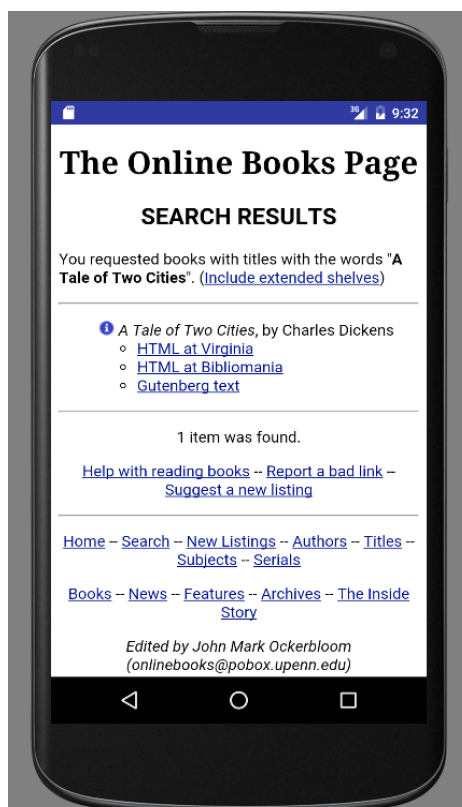 3G 9:32
The Online Books Page
SEARCH RESULTS
You requested books with titles with the words "A
Tale of Two Cities". (Include extended shelves)
A Tale of Two Cities, by Charles Dickens
HTML at Virginia
HTML at Bibliomania
Gutenberg text
1 item was found.
Help with reading books -- Report a bad link --
Suggest a new listing
Home -- Search -- New Listings -- Authors -- Titles --
Subjects -- Serials
Books -- News -- Features -- Archives -- The Inside
Story
Edited by John Mark Ockerbloom
(onlinebooks@pobox.upenn.edu)